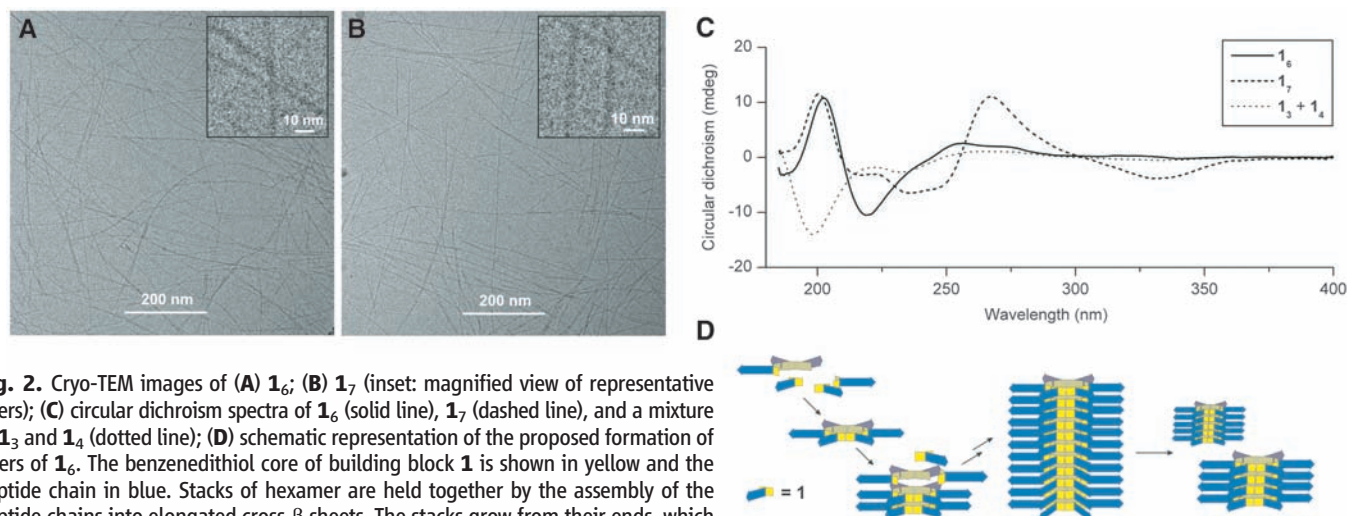 A
B
10 nm
10 nm
200 nm
200 nm
C
Circular dichroism (mdeg)
20
10
0
-10
-20
200
250
300
350
400
Wavelength (nm)
1₆
1₇
1₃ + 1₄
D
= 1
g. 2. Cryo-TEM images of (A) 1₆; (B) 1₇ (inset: magnified view of representative
ers); (C) circular dichroism spectra of 1₆ (solid line), 1₇ (dashed line), and a mixture
1₃ and 1₄ (dotted line); (D) schematic representation of the proposed formation of
ers of 1₆. The benzenedithiol core of building block 1 is shown in yellow and the
ptide chain in blue. Stacks of hexamer are held together by the assembly of the
ptide chains into elongated cross-β sheets. The stacks grow from their ends, which